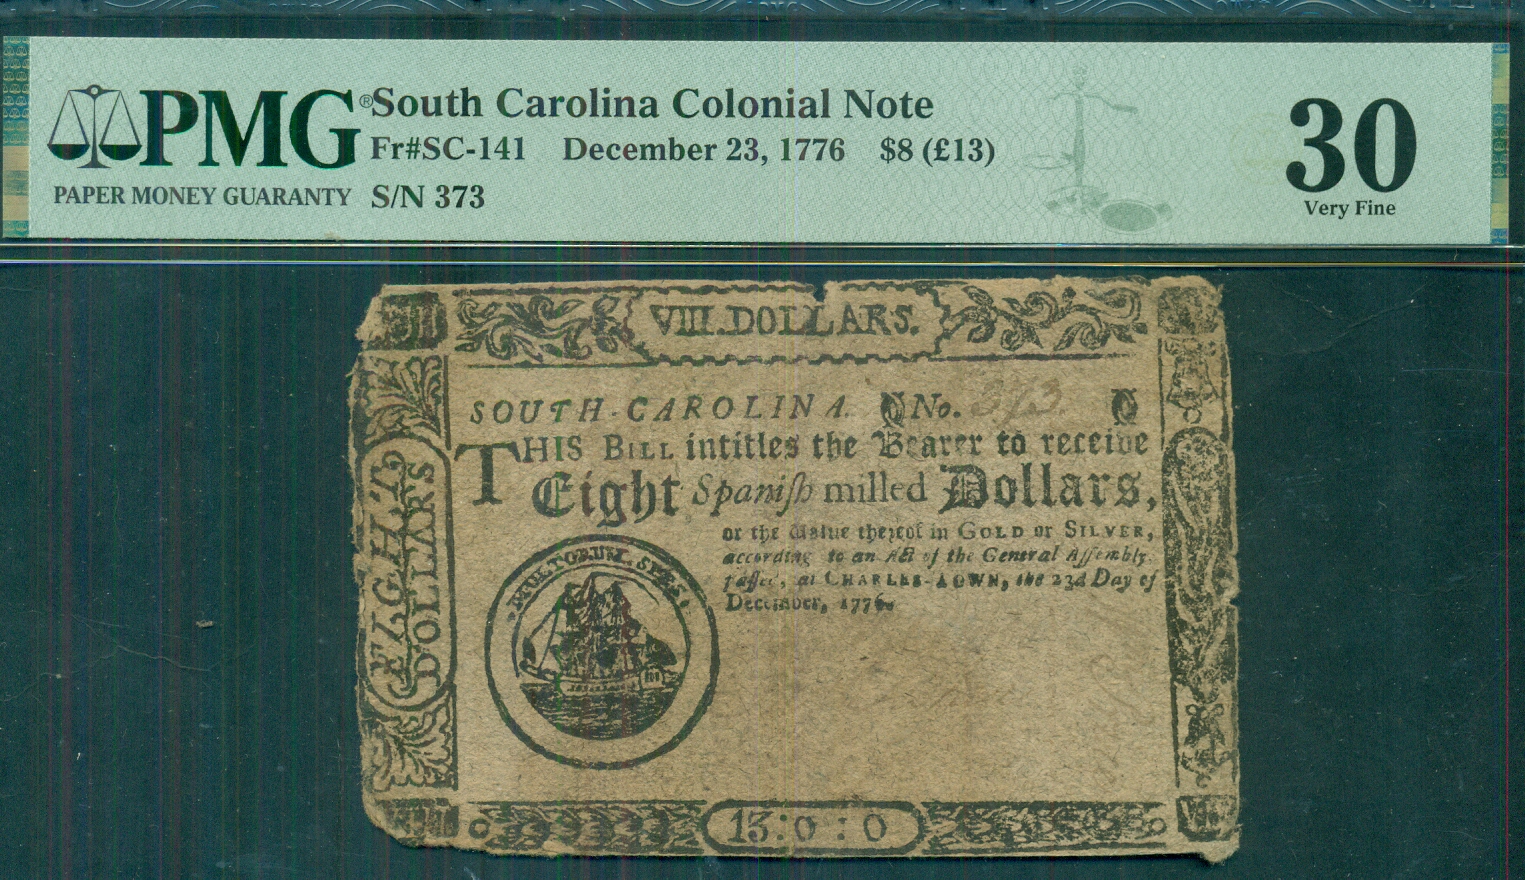 PMG®
PAPER MONEY GUARANTY
South Carolina Colonial Note
Fr#SC-141 December 23, 1776 $8 (£13)
S/N 373
30
Very Fine
VIII.DOLLARS.
SOUTH-CAROLINA. No. 373
THIS BILL intitles the Bearer to receive
Eight Spaniſh milled Dollars,
or the Value thereof in GOLD or SILVER,
according to an Act of the General Aſſembly
paſſed, at CHARLES-TOWN, the 23d Day of
December, 1776.
EIGHT
DOLLARS
SPES
13:0:0